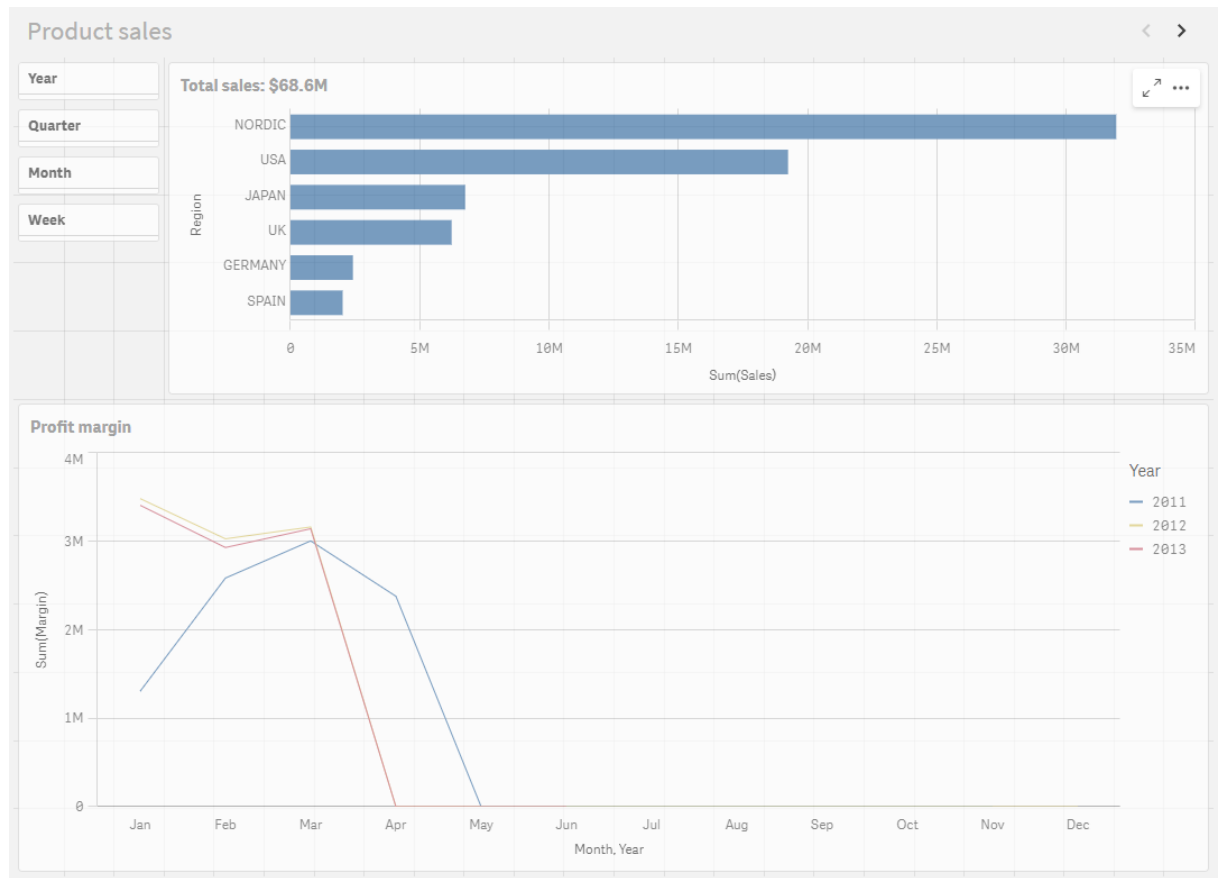 Product sales
Year
Quarter
Month
Week
Total sales: $68.6M
Region
NORDIC
USA
JAPAN
UK
GERMANY
SPAIN
0 5M 10M 15M 20M 25M 30M 35M
Sum(Sales)
Profit margin
Sum(Margin)
4M
3M
2M
1M
0
Jan Feb Mar Apr May Jun Jul Aug Sep Oct Nov Dec
Month, Year
Year
2011
2012
2013